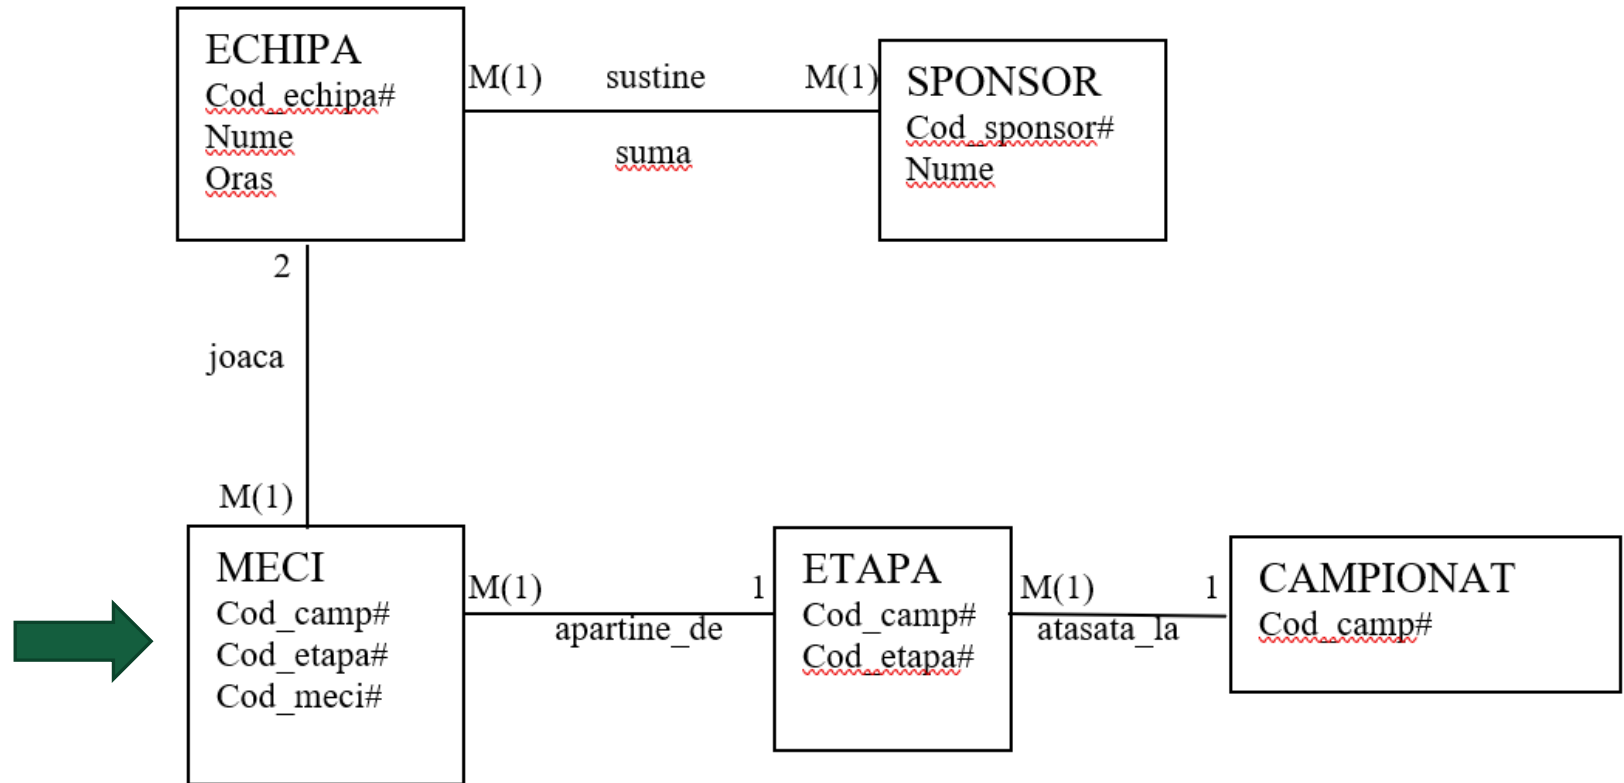 ECHIPA
Cod_echipa#
Nume
Oras
M(1)
sustine
M(1)
suma
SPONSOR
Cod_sponsor#
Nume
2
joaca
M(1)
MECI
Cod_camp#
Cod_etapa#
Cod_meci#
M(1)
1
apartine_de
ETAPA
Cod_camp#
Cod_etapa#
M(1)
1
atasata_la
CAMPIONAT
Cod_camp#